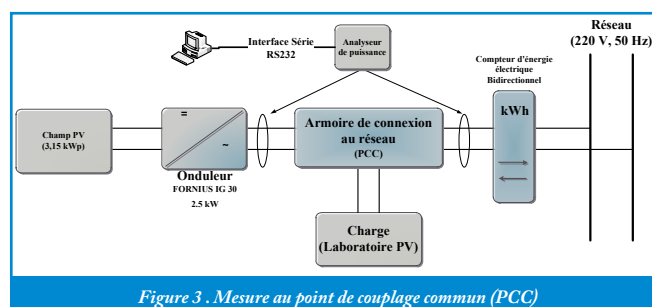 Réseau
(220 V, 50 Hz)
Interface Série
RS232
Analyseur
de puissance
Compteur d'énergie
électrique
Bidirectionnel
kWh
Champ PV
(3,15 kWp)
=
~
Onduleur
FORNIUS IG 30
2.5 kW
Armoire de connexion
au réseau
(PCC)
Charge
(Laboratoire PV)
Figure 3 . Mesure au point de couplage commun (PCC)